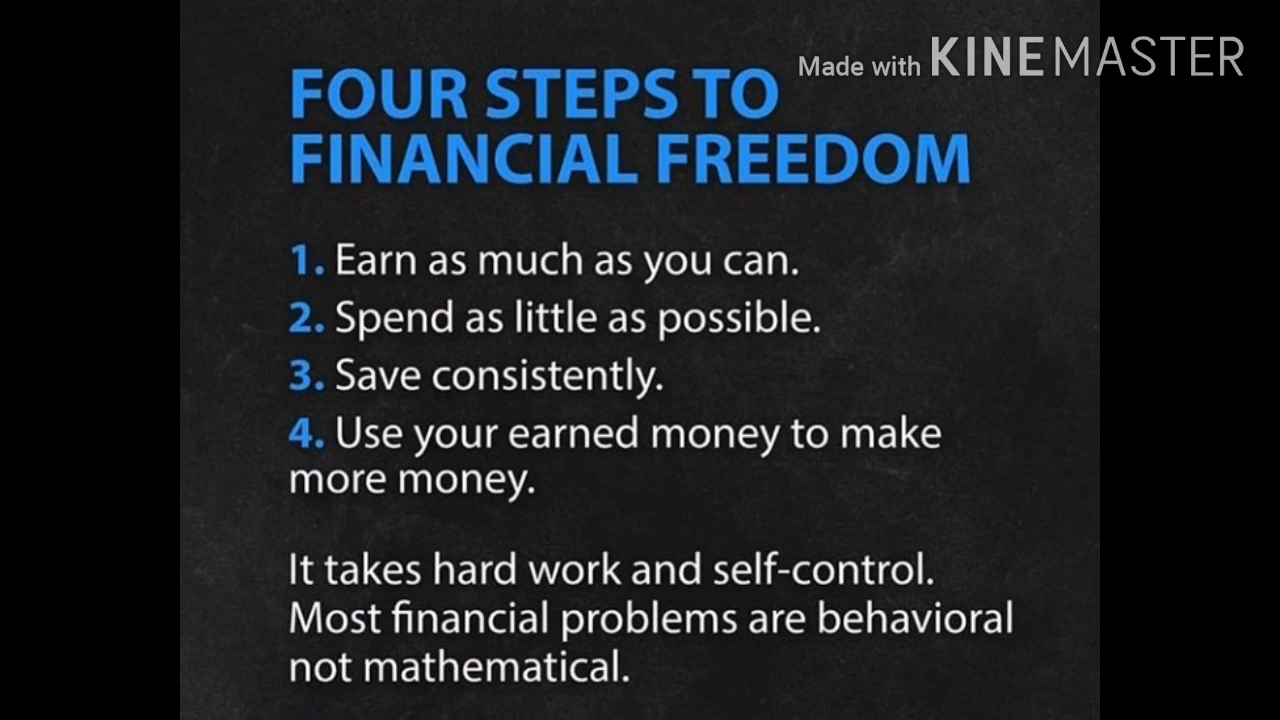 Made with KINEMASTER
FOUR STEPS TO
FINANCIAL FREEDOM
1. Earn as much as you can.
2. Spend as little as possible.
3. Save consistently.
4. Use your earned money to make
more money.
It takes hard work and self-control.
Most financial problems are behavioral
not mathematical.